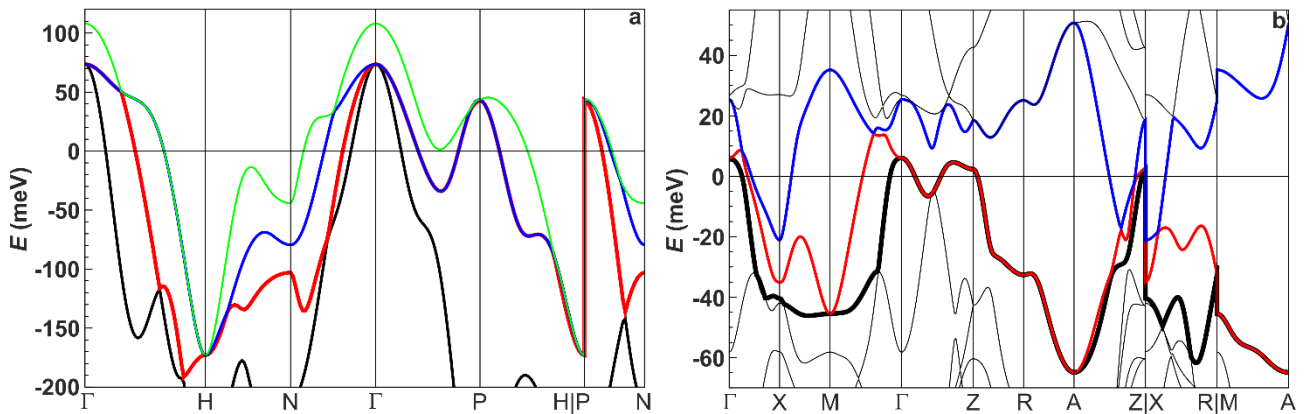 a
E (meV)
100
50
0
-50
-100
-150
-200
Γ H N Γ P H|P N
b
E (meV)
40
20
0
-20
-40
-60
Γ X M Γ Z R A Z|X R|M A